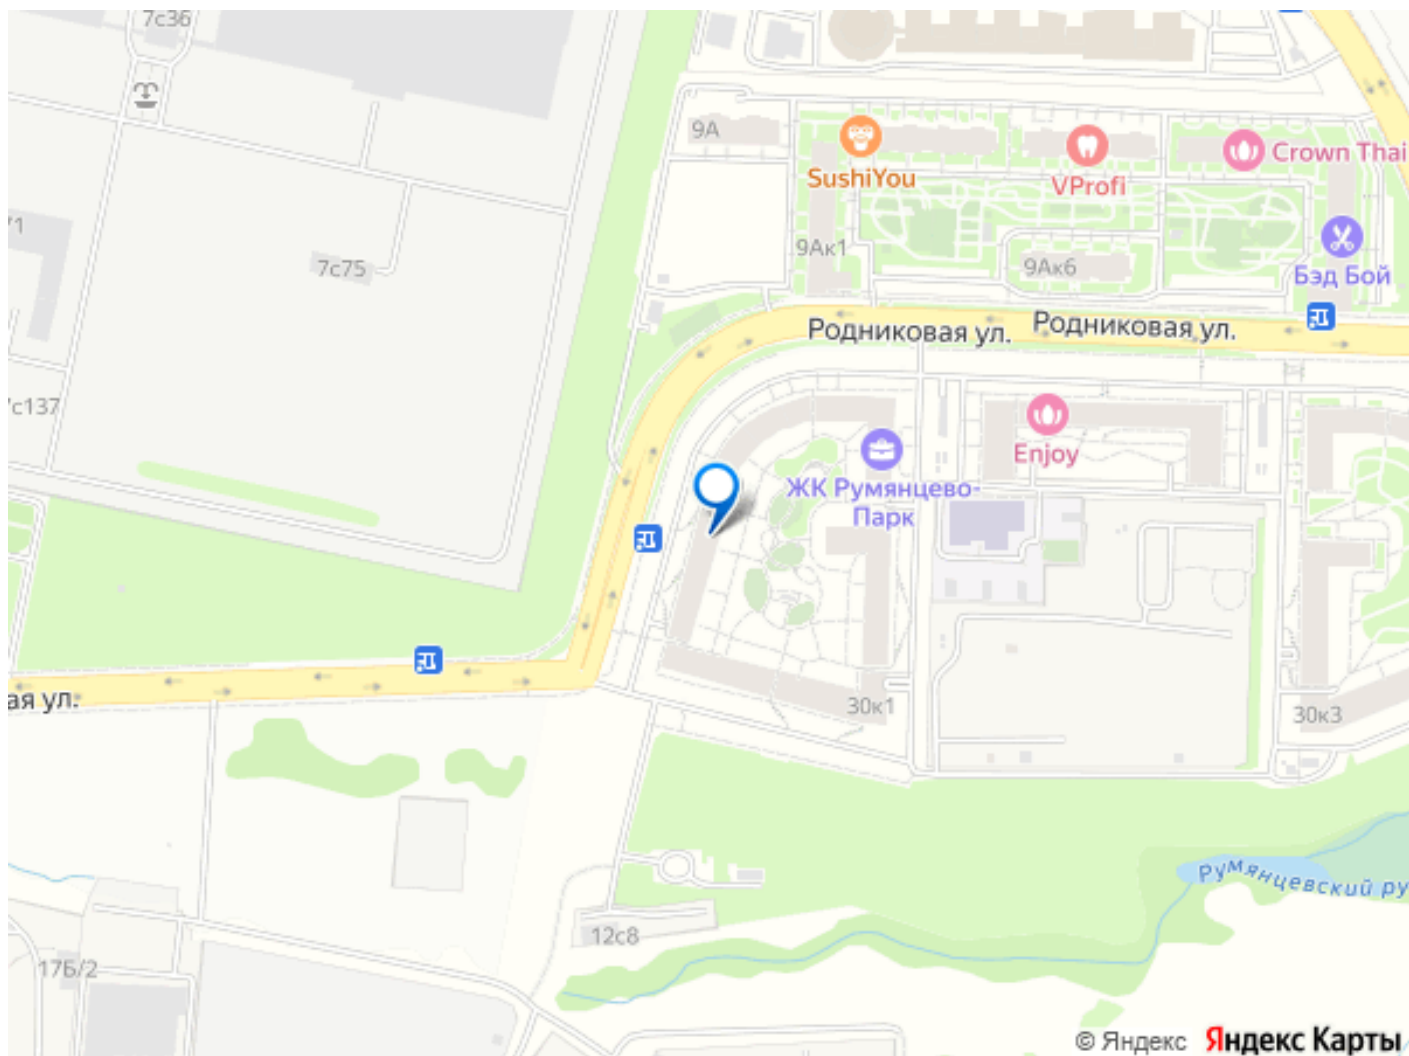 7с36
9А
SushiYou
VProfi
Crown Thai
71
7с75
9Ак1
9Ак6
Бэд Бой
Родниковая ул.
Родниковая ул.
с137
Enjoy
ЖК Румянцево-
Парк
ая ул.
30к1
30к3
Румянцевский ру
12с8
17Б/2
© Яндекс Яндекс Карты